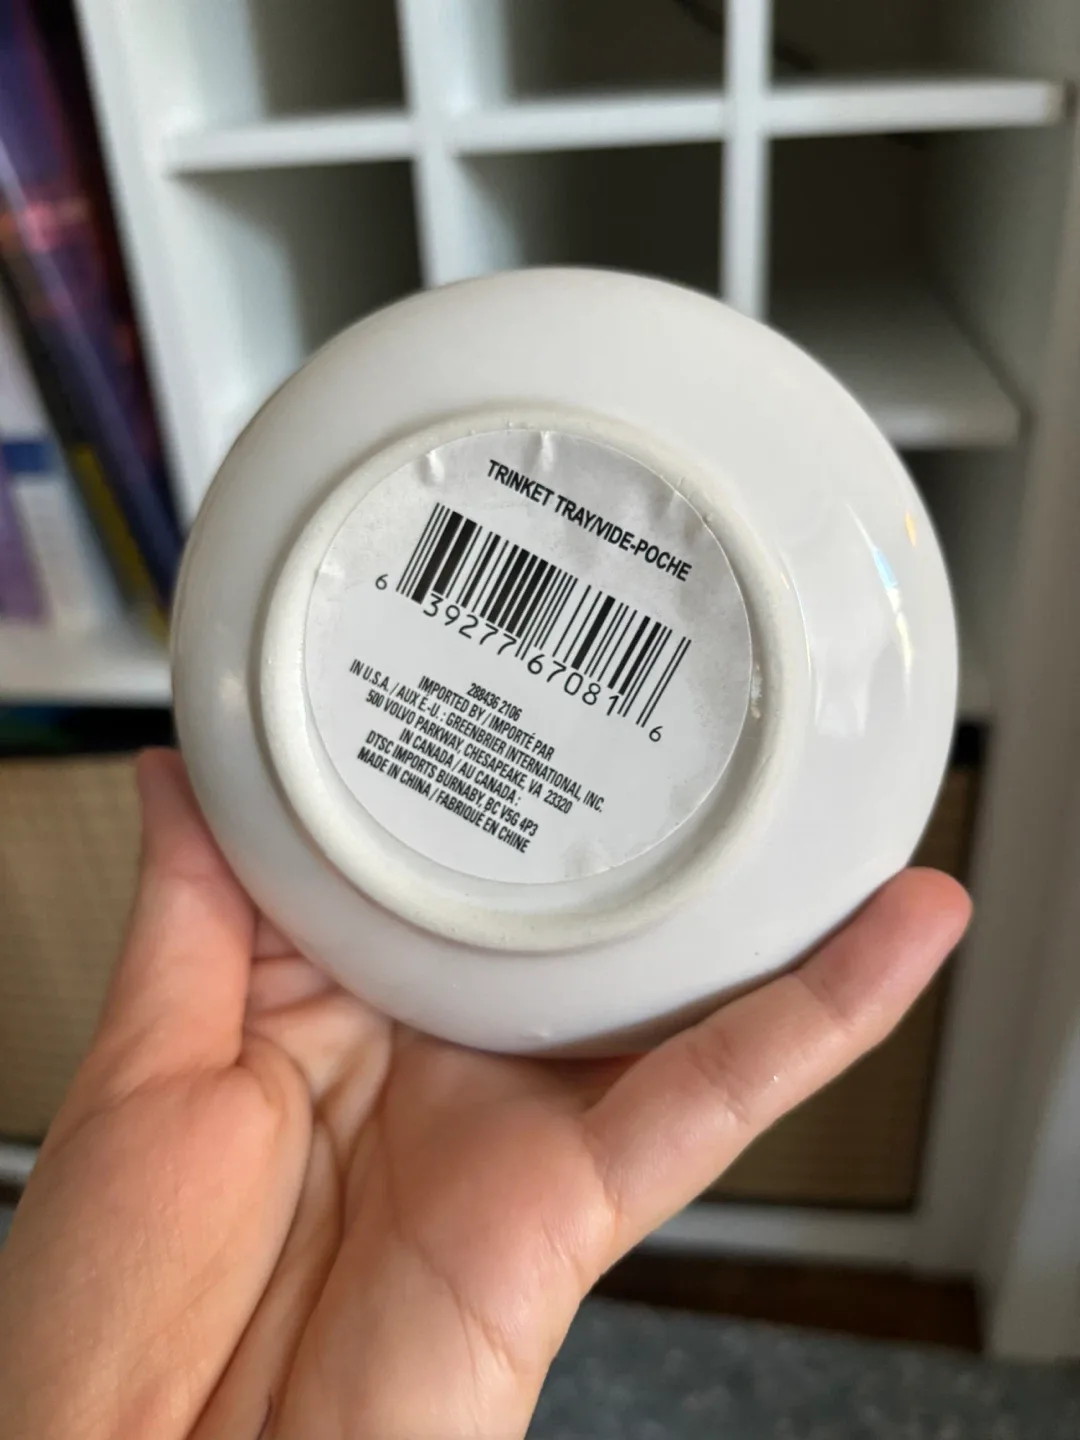 TRINKET TRAY/VIDE-POCHE
6 39277 67081 6
288436 2106
IMPORTED BY / IMPORTÉ PAR
IN U.S.A. / AUX É.-U. : GREENBRIER INTERNATIONAL, INC.
500 VOLVO PARKWAY, CHESAPEAKE, VA 23320
IN CANADA / AU CANADA :
DTSC IMPORTS BURNABY, BC V5G 4P3
MADE IN CHINA / FABRIQUÉ EN CHINE